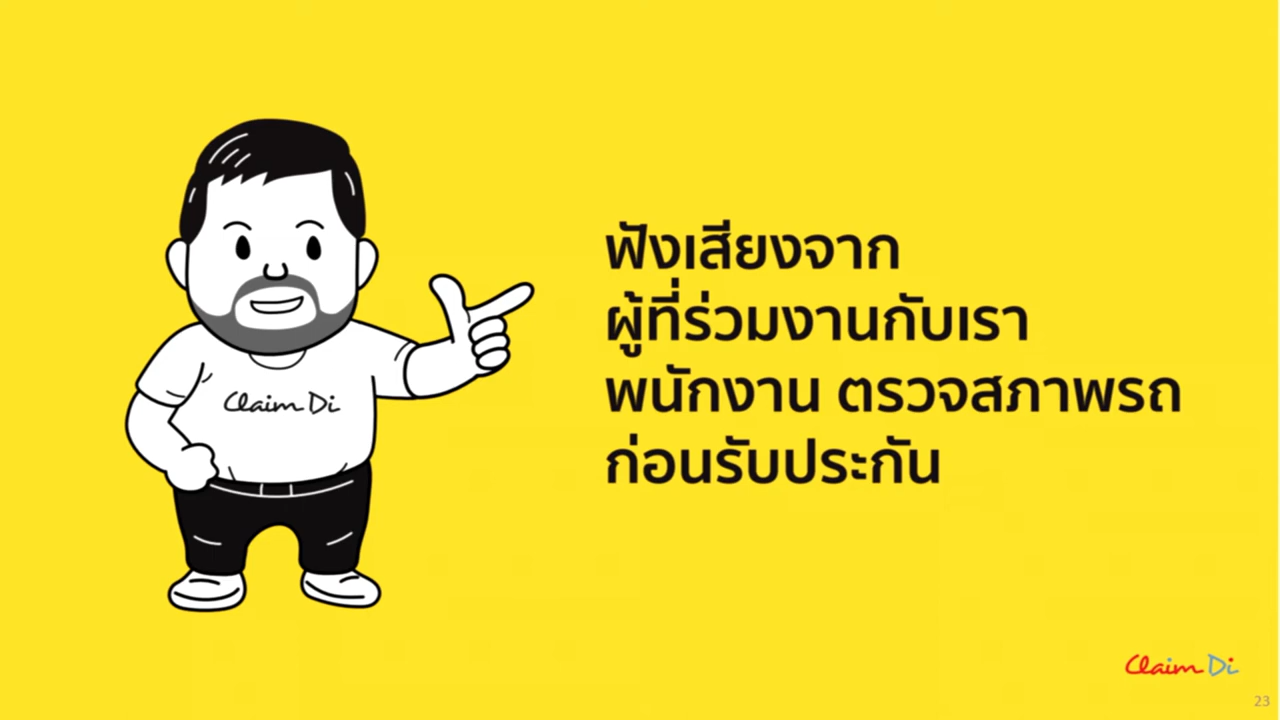 ฟังเสียงจาก
ผู้ที่ร่วมงานกับเรา
พนักงาน ตรวจสภาพรถ
ก่อนรับประกัน
Claim Di
Claim Di
23